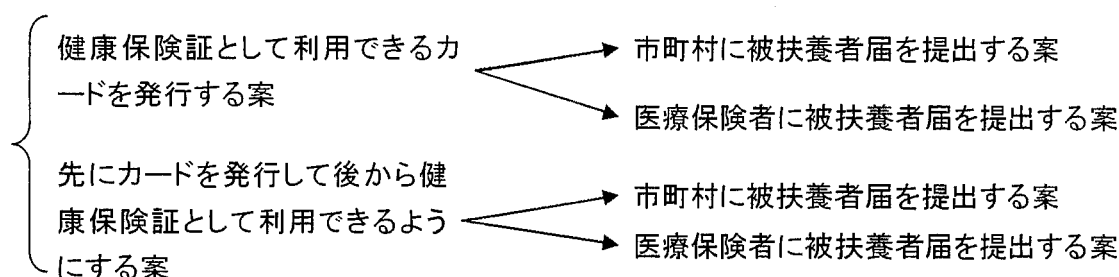 健康保険証として利用できるカ
ードを発行する案
市町村に被扶養者届を提出する案
医療保険者に被扶養者届を提出する案
先にカードを発行して後から健
康保険証として利用できるよう
にする案
市町村に被扶養者届を提出する案
医療保険者に被扶養者届を提出する案